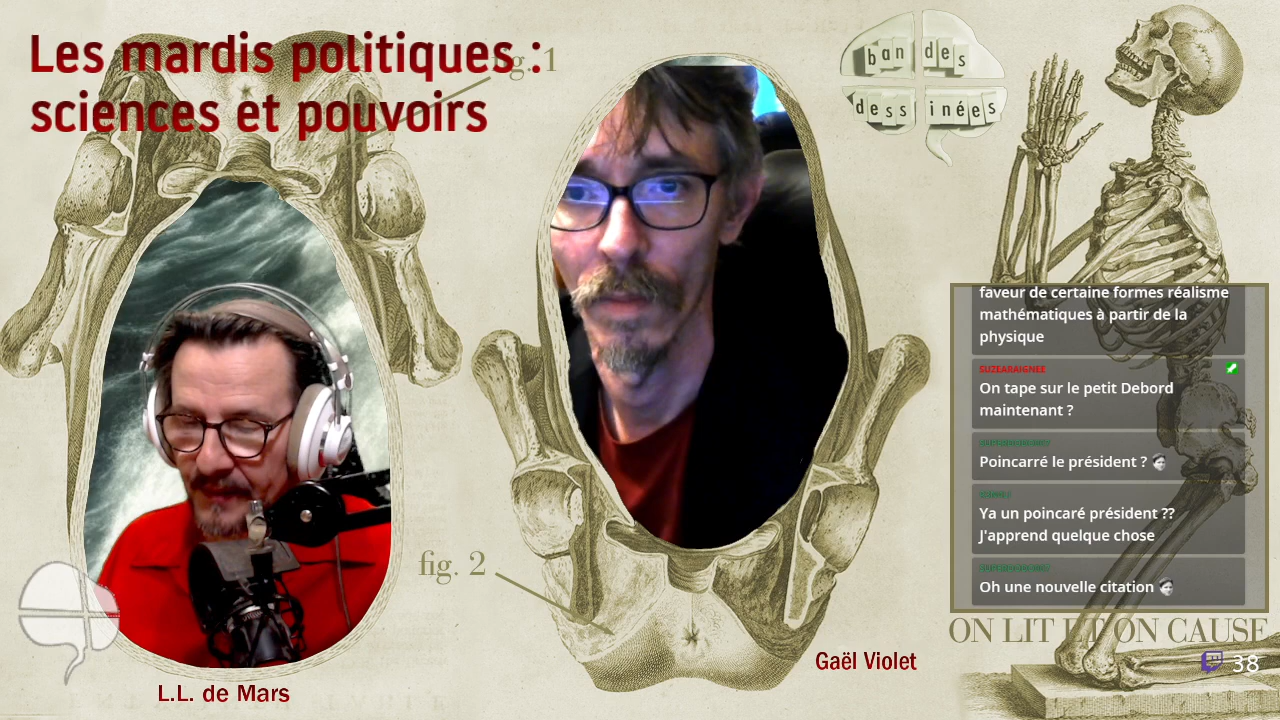 Les mardis politiques :
sciences et pouvoirs
fig. 1
ban des
dess inées
faveur de certaine formes réalisme
mathématiques à partir de la
physique
SUZEARAIGNEE
On tape sur le petit Debord
maintenant ?
Poincarré le président ?
Ya un poincaré président ??
J'apprend quelque chose
Oh une nouvelle citation
fig. 2
ON LIT ET ON CAUSE
38
Gaël Violet
L.L. de Mars